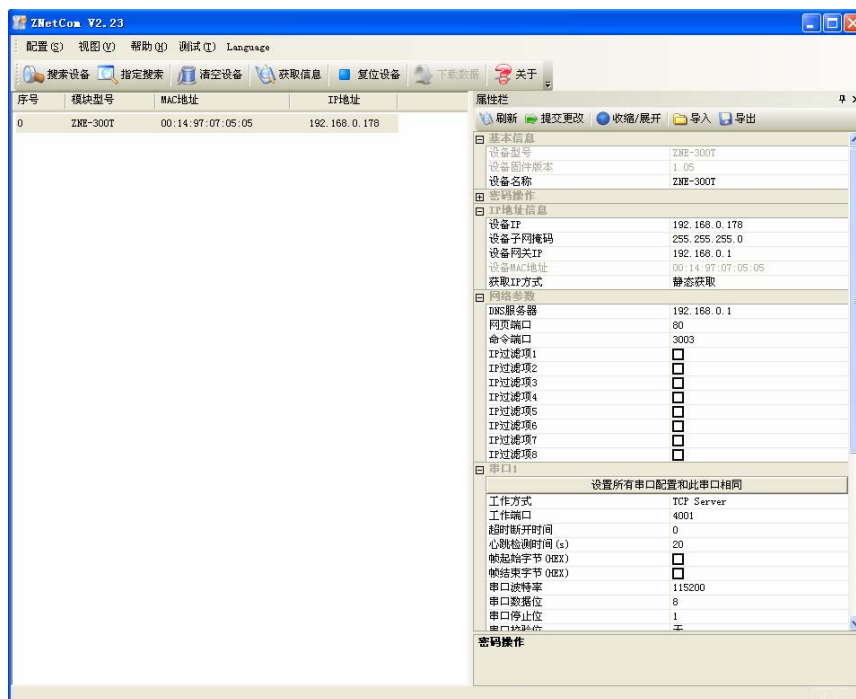 ZNetCom V2.23
配置(S) 视图(V) 帮助(H) 测试(T) Language
搜索设备 指定搜索 清空设备 获取信息 复位设备 下载数据 关于
序号 模块型号 MAC地址 IP地址
0 ZNE-300T 00:14:97:07:05:05 192.168.0.178
属性栏
刷新 提交更改 收缩/展开 导入 导出
基本信息
设备型号 ZNE-300T
设备固件版本 1.05
设备名称 ZNE-300T
密码操作
IP地址信息
设备IP 192.168.0.178
设备子网掩码 255.255.255.0
设备网关IP 192.168.0.1
设备MAC地址 00:14:97:07:05:05
获取IP方式 静态获取
网络参数
DNS服务器 192.168.0.1
网页端口 80
命令端口 3003
IP过滤项1
IP过滤项2
IP过滤项3
IP过滤项4
IP过滤项5
IP过滤项6
IP过滤项7
IP过滤项8
串口1
设置所有串口配置和此串口相同
工作方式 TCP Server
工作端口 4001
超时断开时间 0
心跳检测时间(s) 20
帧起始字节(HEX)
帧结束字节(HEX)
串口波特率 115200
串口数据位 8
串口停止位 1
串口校验位 无
密码操作